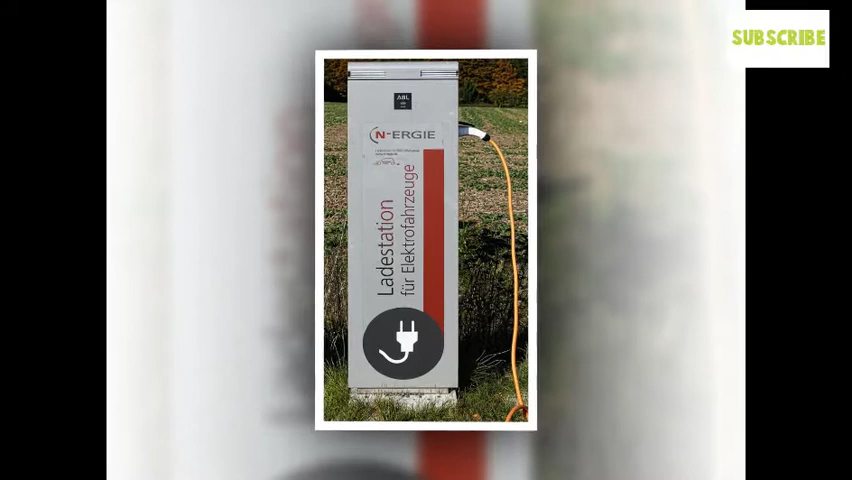 SUBSCRIBE
ABL
N-ERGIE
Ladestation
für Elektrofahrzeuge